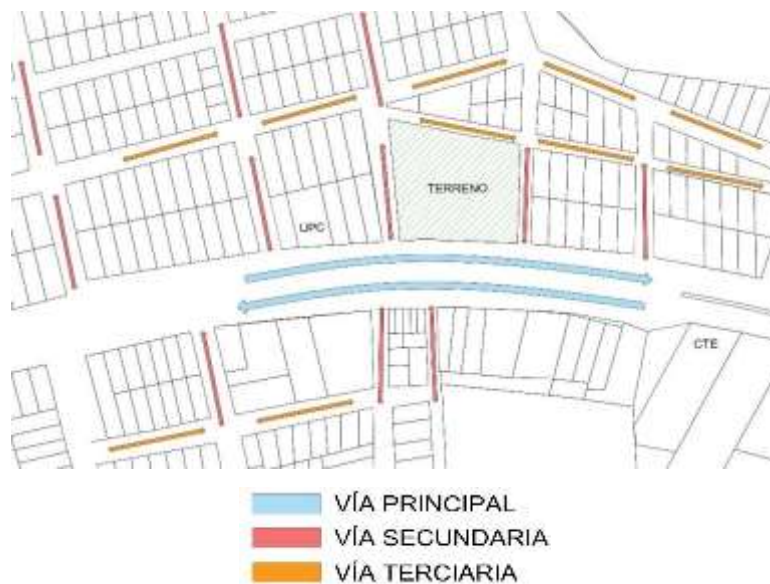 TERRENO
UPC
CTE
VÍA PRINCIPAL
VÍA SECUNDARIA
VÍA TERCIARIA